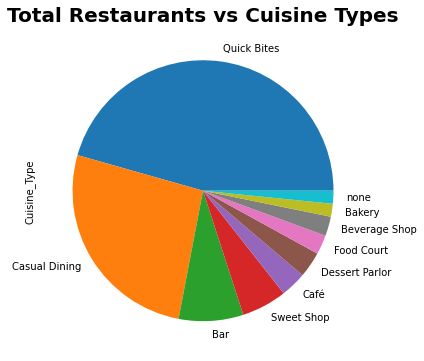 Total Restaurants vs Cuisine Types
Quick Bites
Cuisine_Type
Casual Dining
Bar
Sweet Shop
Café
Dessert Parlor
Food Court
Beverage Shop
Bakery
none